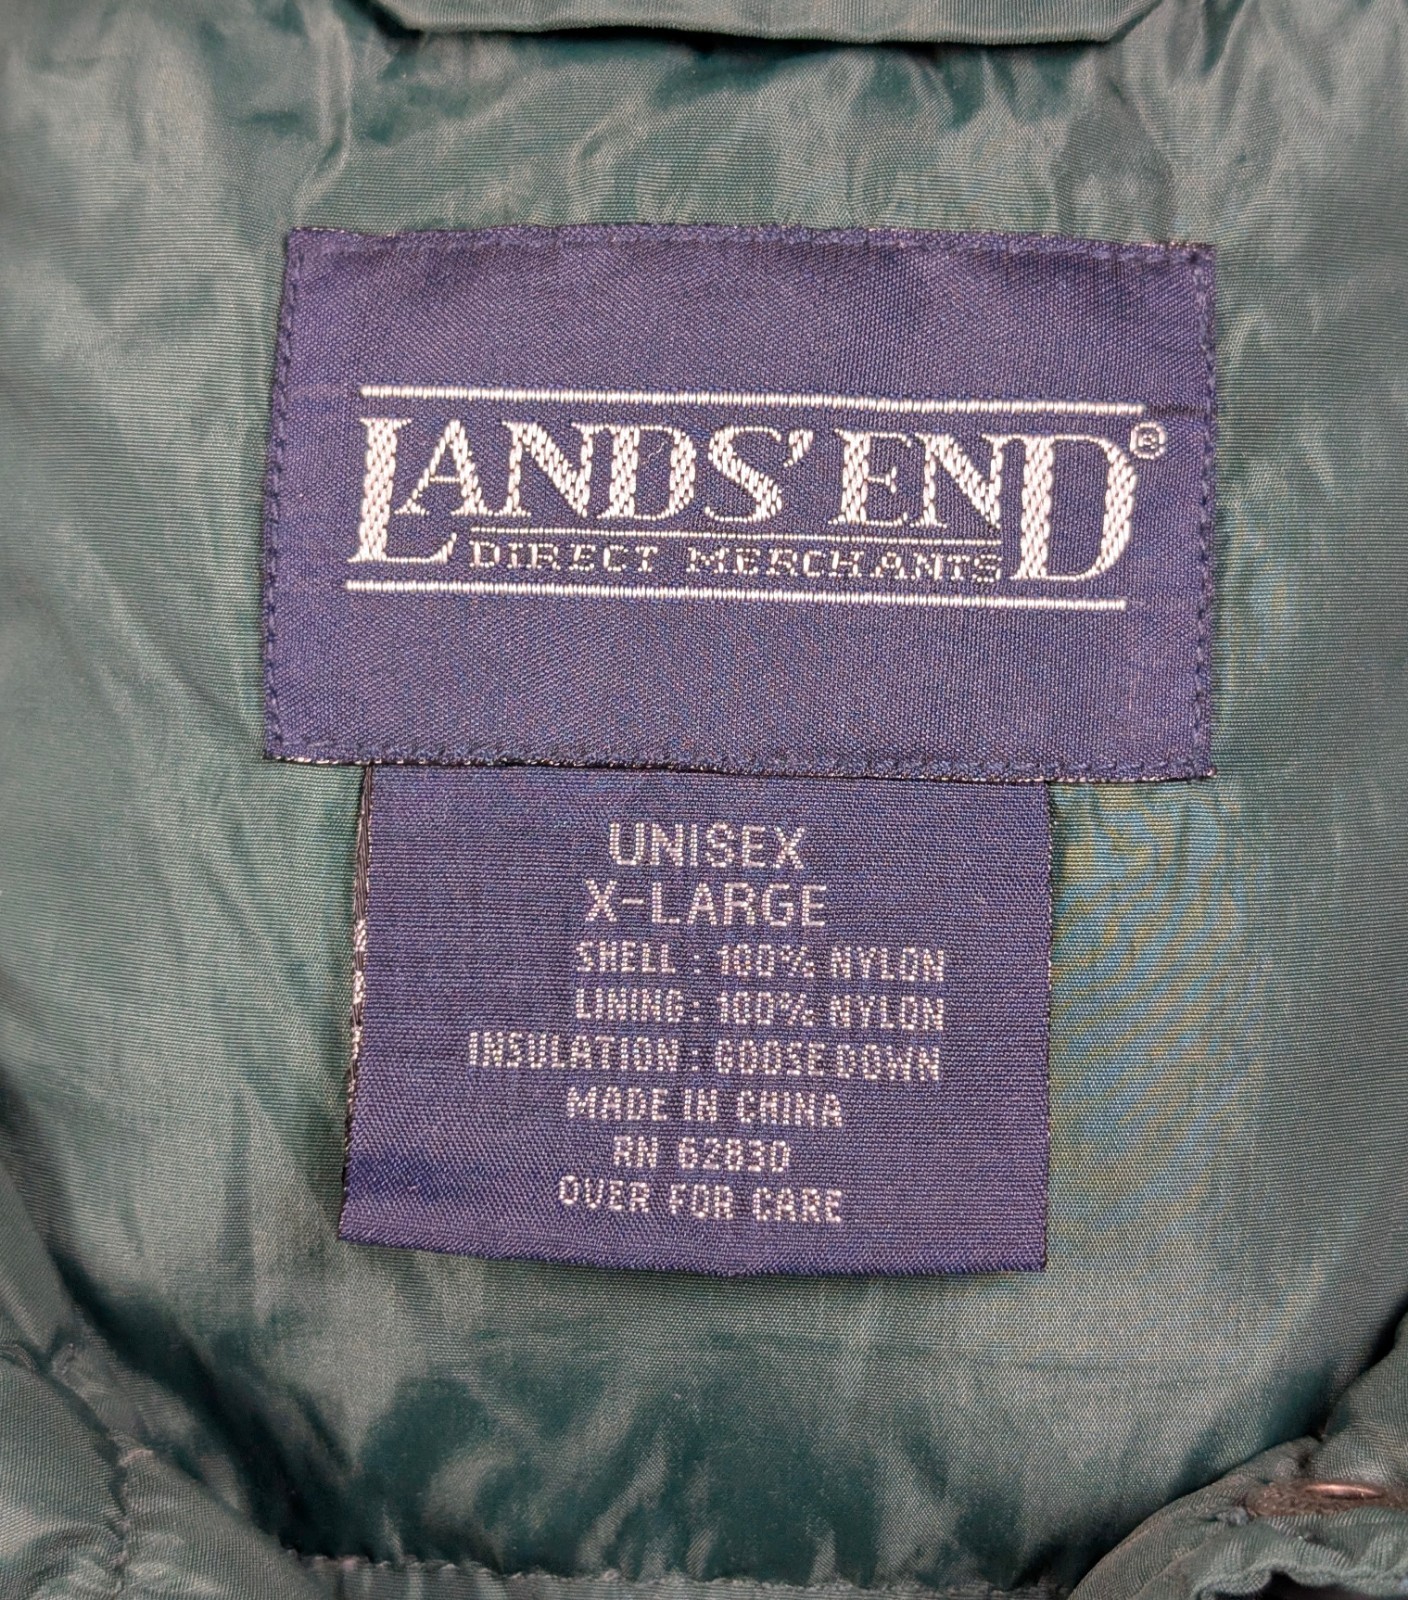 LANDS' END®
DIRECT MERCHANTS
UNISEX
X-LARGE
SHELL: 100% NYLON
LINING: 100% NYLON
INSULATION: GOOSE DOWN
MADE IN CHINA
RN 62830
OVER FOR CARE